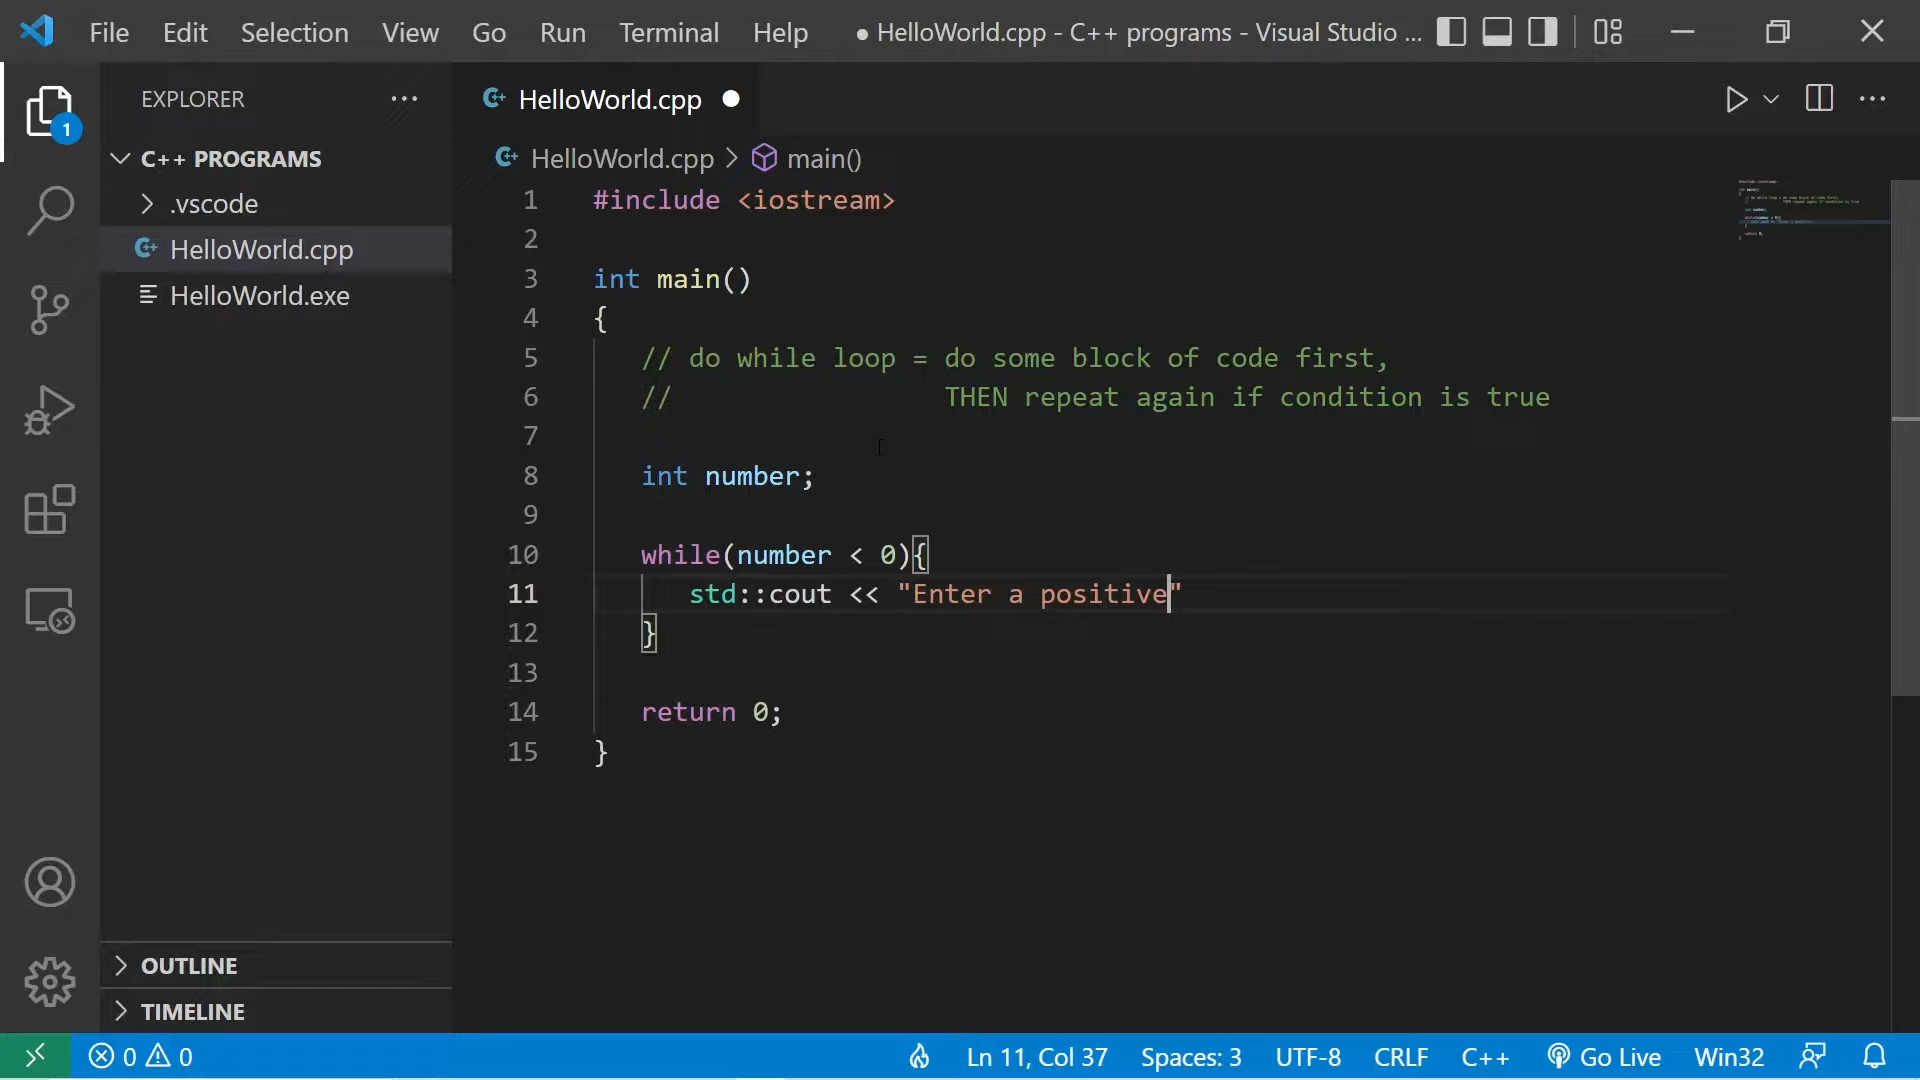 File Edit Selection View Go Run Terminal Help ● HelloWorld.cpp - C++ programs - Visual Studio ...
EXPLORER
1
C++ PROGRAMS
.vscode
HelloWorld.cpp
HelloWorld.exe
OUTLINE
TIMELINE
HelloWorld.cpp
HelloWorld.cpp > main()
1 #include <iostream>
2
3 int main()
4 {
5 // do while loop = do some block of code first,
6 // THEN repeat again if condition is true
7
8 int number;
9
10 while(number < 0){
11 std::cout << "Enter a positive"
12 }
13
14 return 0;
15 }
0 0 Ln 11, Col 37 Spaces: 3 UTF-8 CRLF C++ Go Live Win32